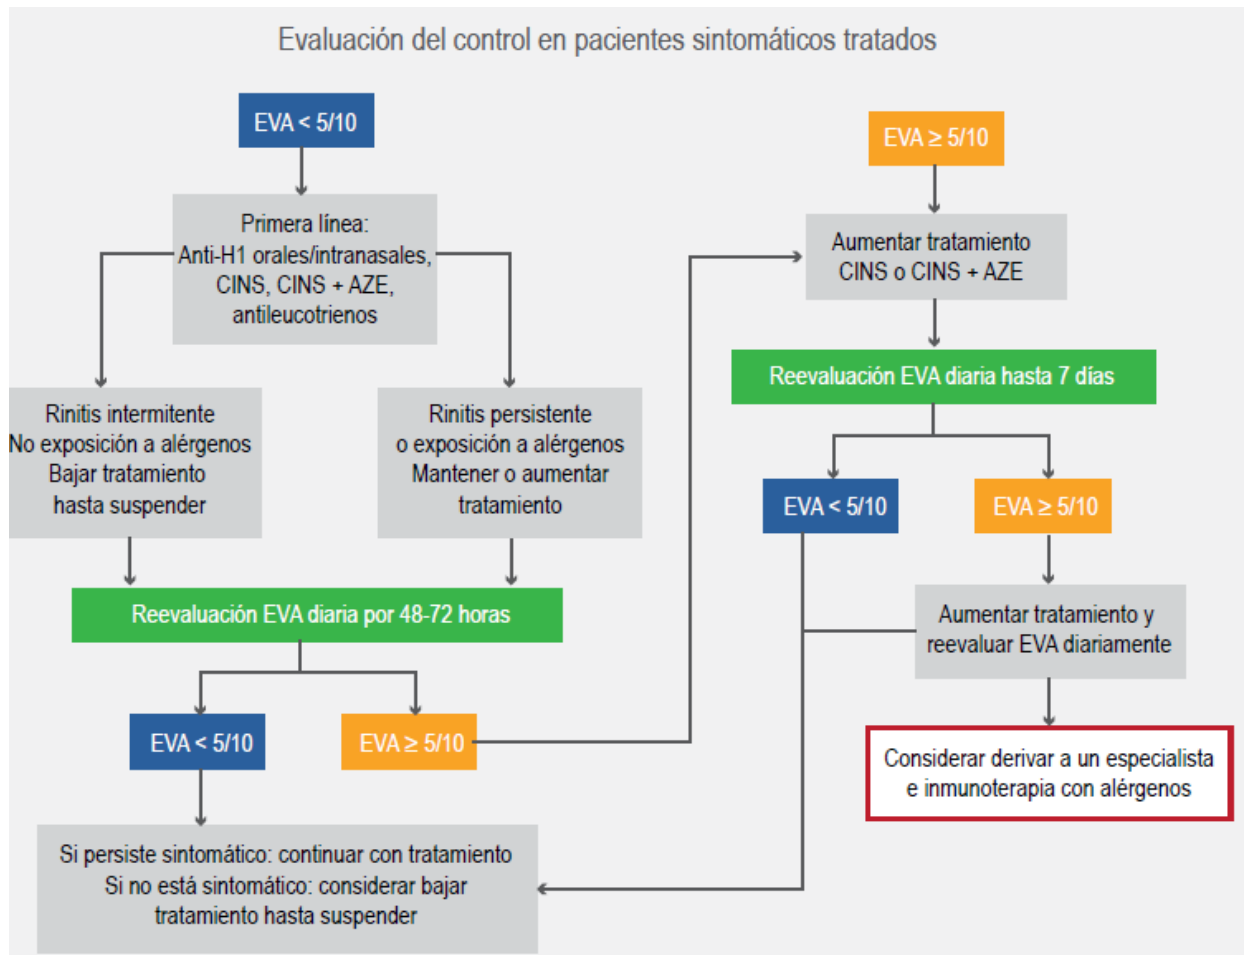 Evaluación del control en pacientes sintomáticos tratados
EVA < 5/10
Primera línea:
Anti-H1 orales/intranasales,
CINS, CINS + AZE,
antileucotrienos
Rinitis intermitente
No exposición a alérgenos
Bajar tratamiento
hasta suspender
Rinitis persistente
o exposición a alérgenos
Mantener o aumentar
tratamiento
Reevaluación EVA diaria por 48-72 horas
EVA < 5/10
EVA ≥ 5/10
Si persiste sintomático: continuar con tratamiento
Si no está sintomático: considerar bajar
tratamiento hasta suspender
EVA ≥ 5/10
Aumentar tratamiento
CINS o CINS + AZE
Reevaluación EVA diaria hasta 7 días
EVA < 5/10
EVA ≥ 5/10
Aumentar tratamiento y
reevaluar EVA diariamente
Considerar derivar a un especialista
e inmunoterapia con alérgenos